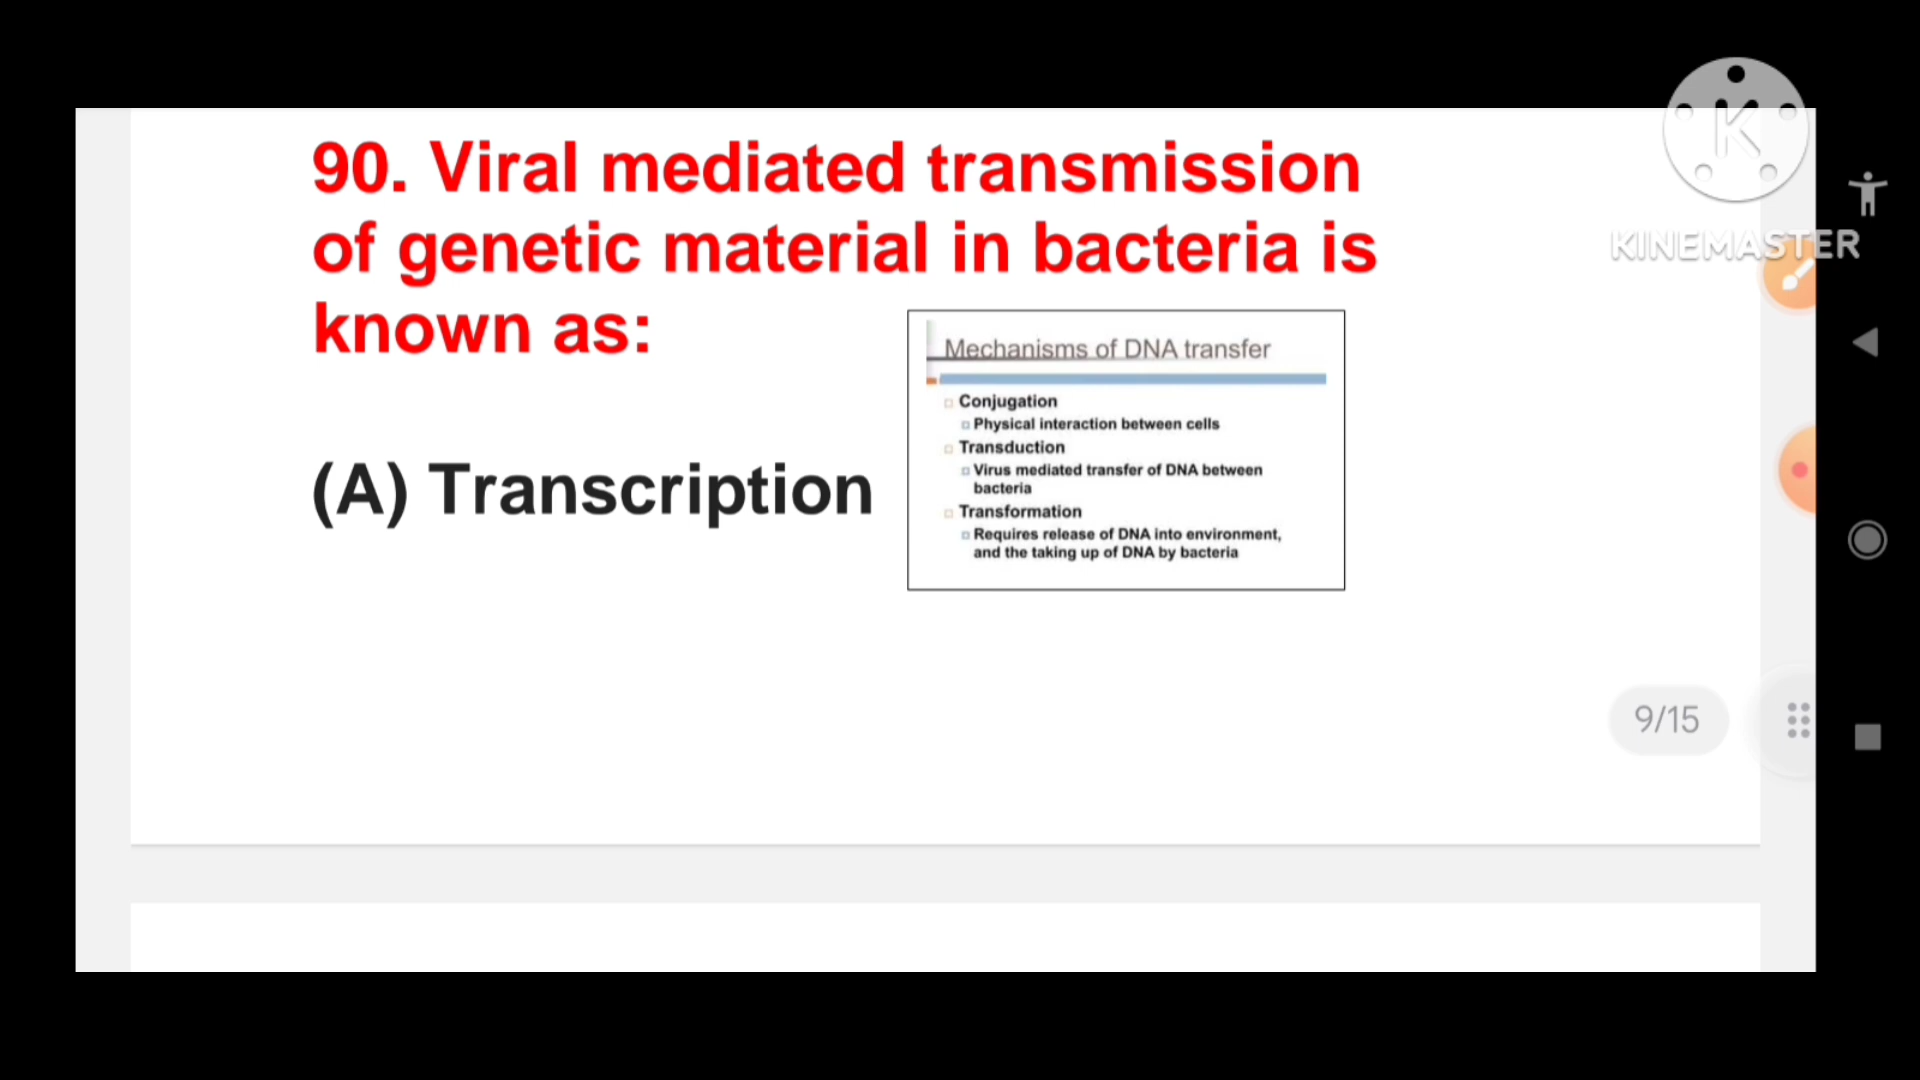 90. Viral mediated transmission
of genetic material in bacteria is
known as:
(A) Transcription
Mechanisms of DNA transfer
Conjugation
Physical interaction between cells
Transduction
Virus mediated transfer of DNA between
bacteria
Transformation
Requires release of DNA into environment,
and the taking up of DNA by bacteria
K
KINEMASTER
9/15